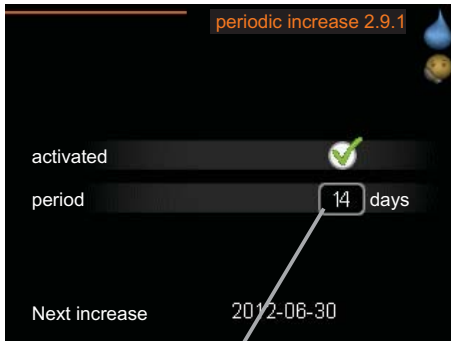 periodic increase 2.9.1
activated
period 14 days
Next increase 2012-06-30